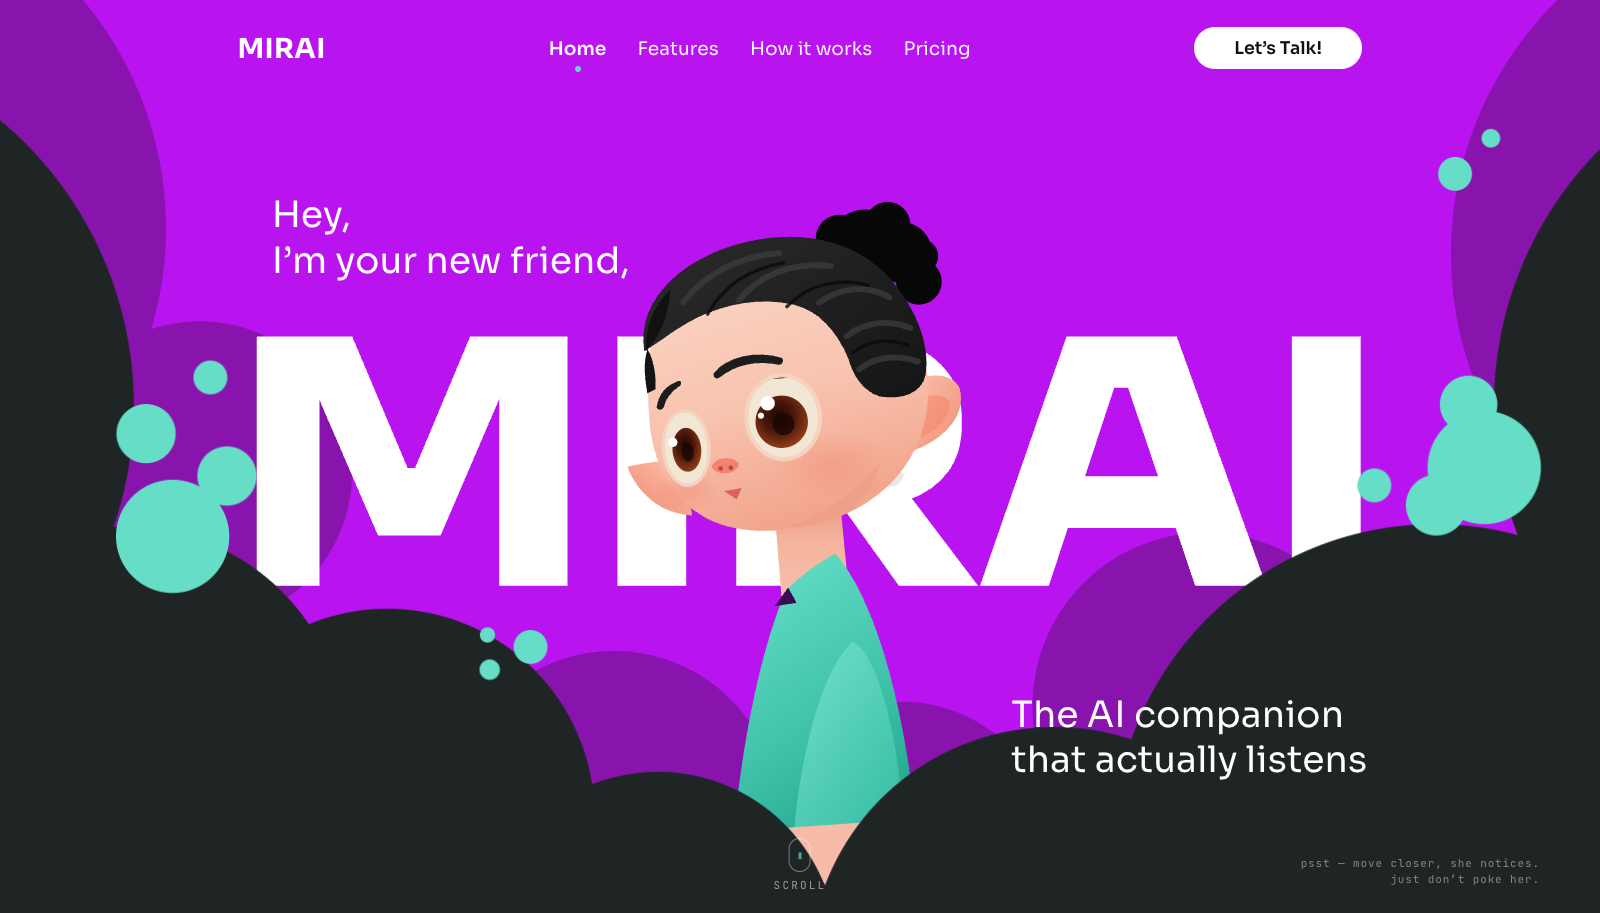 MIRAI
Home Features How it works Pricing
Let’s Talk!
Hey,
I’m your new friend,
MIRAI
The AI companion
that actually listens
SCROLL
psst — move closer, she notices.
just don’t poke her.